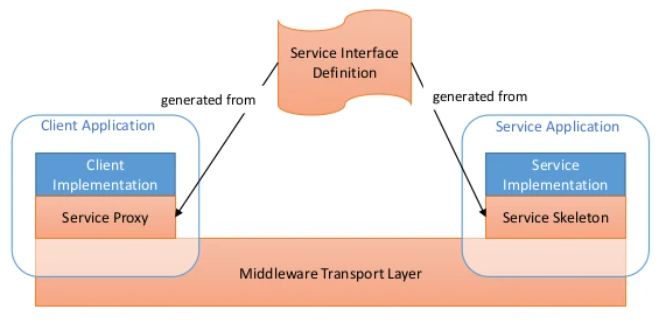 Service Interface
Definition
generated from
generated from
Client Application
Service Application
Client
Implementation
Service
Implementation
Service Proxy
Service Skeleton
Middleware Transport Layer